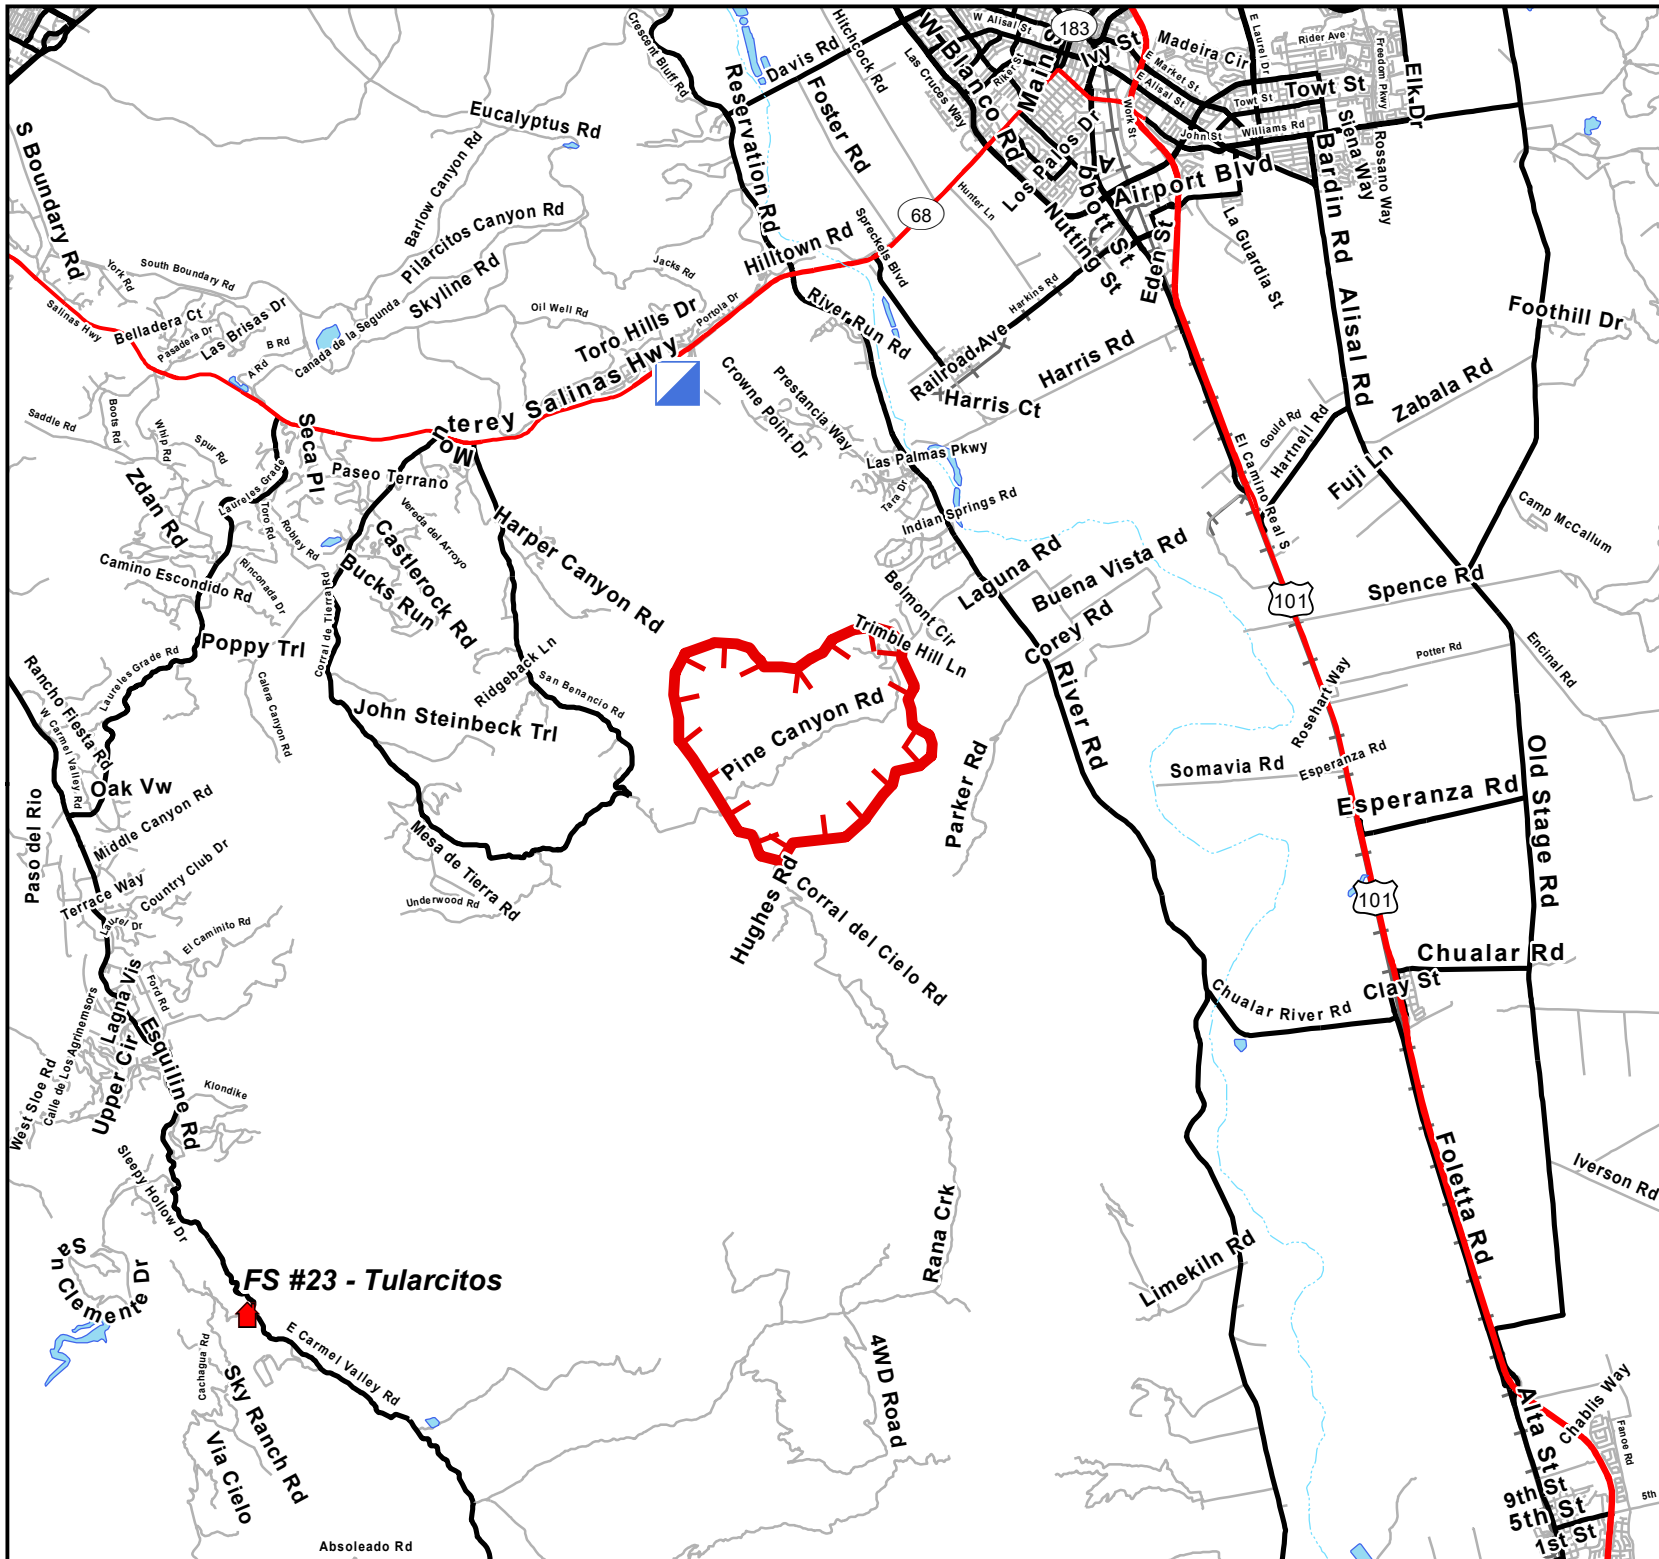 183
W Alisal St
Ivy St
Madeira Cir
E Laurel Dr
Rider Ave
Freedom Pkwy
Elk Dr
Hitchcock Rd
Crescent Bluff Rd
Davis Rd
W Blanco Rd
Las Cruces Way
Riker St
Main S
E Market St
E Alisal St
Work St
Towt St
Towt St
Reservation Rd
Foster Rd
Eucalyptus Rd
S Boundary Rd
Barlow Canyon Rd
Los Palos Dr
John St
Williams Rd
Siena Way
Rossano Way
Bardin Rd
Abbott St
Airport Blvd
Hunter Ln
Nutting St
Eden St
La Guardia St
68
Spreckels Blvd
Pilarcitos Canyon Rd
Hilltown Rd
York Rd
South Boundary Rd
Skyline Rd
Jacks Rd
Salinas Hwy
Belladera Ct
Pasadera Dr
Las Brisas Dr
B Rd
A Rd
Canada de la Segunda
Oil Well Rd
Toro Hills Dr
Portola Dr
River Run Rd
Harkins Rd
Railroad Ave
Harris Rd
Harris Ct
Alisal Rd
Foothill Dr
Zabala Rd
Monterey Salinas Hwy
Crowne Point Dr
Prestancia Way
Las Palmas Pkwy
Tara Dr
Indian Springs Rd
El Camino Real S
Gould Rd
Hartnell Rd
Fuji Ln
Camp McCallum
Saddle Rd
Boots Rd
Whip Rd
Spur Rd
Seca Pl
Paseo Terrano
Laureles Grade
Zdan Rd
Toro Rd
Robley Rd
Vereda del Arroyo
Castlerock Rd
Bucks Run
Harper Canyon Rd
Camino Escondido Rd
Rinconada Dr
Corral de Tierra Rd
Belmont Cir
Laguna Rd
Buena Vista Rd
Corey Rd
101
Spence Rd
Potter Rd
Encinal Rd
Poppy Trl
Laureles Grade Rd
Rancho Fiesta Rd
W Carmel Valley Rd
Calera Canyon Rd
Ridgeback Ln
San Benancio Rd
John Steinbeck Trl
Trimble Hill Ln
Pine Canyon Rd
River Rd
Parker Rd
Rosehart Way
Somavia Rd
Esperanza Rd
Esperanza Rd
Old Stage Rd
Oak Vw
Paso del Rio
Middle Canyon Rd
Country Club Dr
Terrace Way
Laurel Dr
El Caminito Rd
Mesa de Tierra Rd
Underwood Rd
Hughes Rd
Corral del Cielo Rd
101
Chualar Rd
Clay St
Chualar River Rd
Ford Rd
Lagna Vis
Upper Cir
Esquiline Rd
Calle de Los Agrinemsors
West Sloe Rd
Klondike
Sleepy Hollow Dr
San Clemente Dr
FS #23 - Tularcitos
E Carmel Valley Rd
Cachagua Rd
Sky Ranch Rd
Via Cielo
Absoleado Rd
Rana Crk
4WD Road
Limekiln Rd
Foletta Rd
Iverson Rd
Alta St
Chablis Way
Fanoe Rd
9th St
5th St
5th
1st St